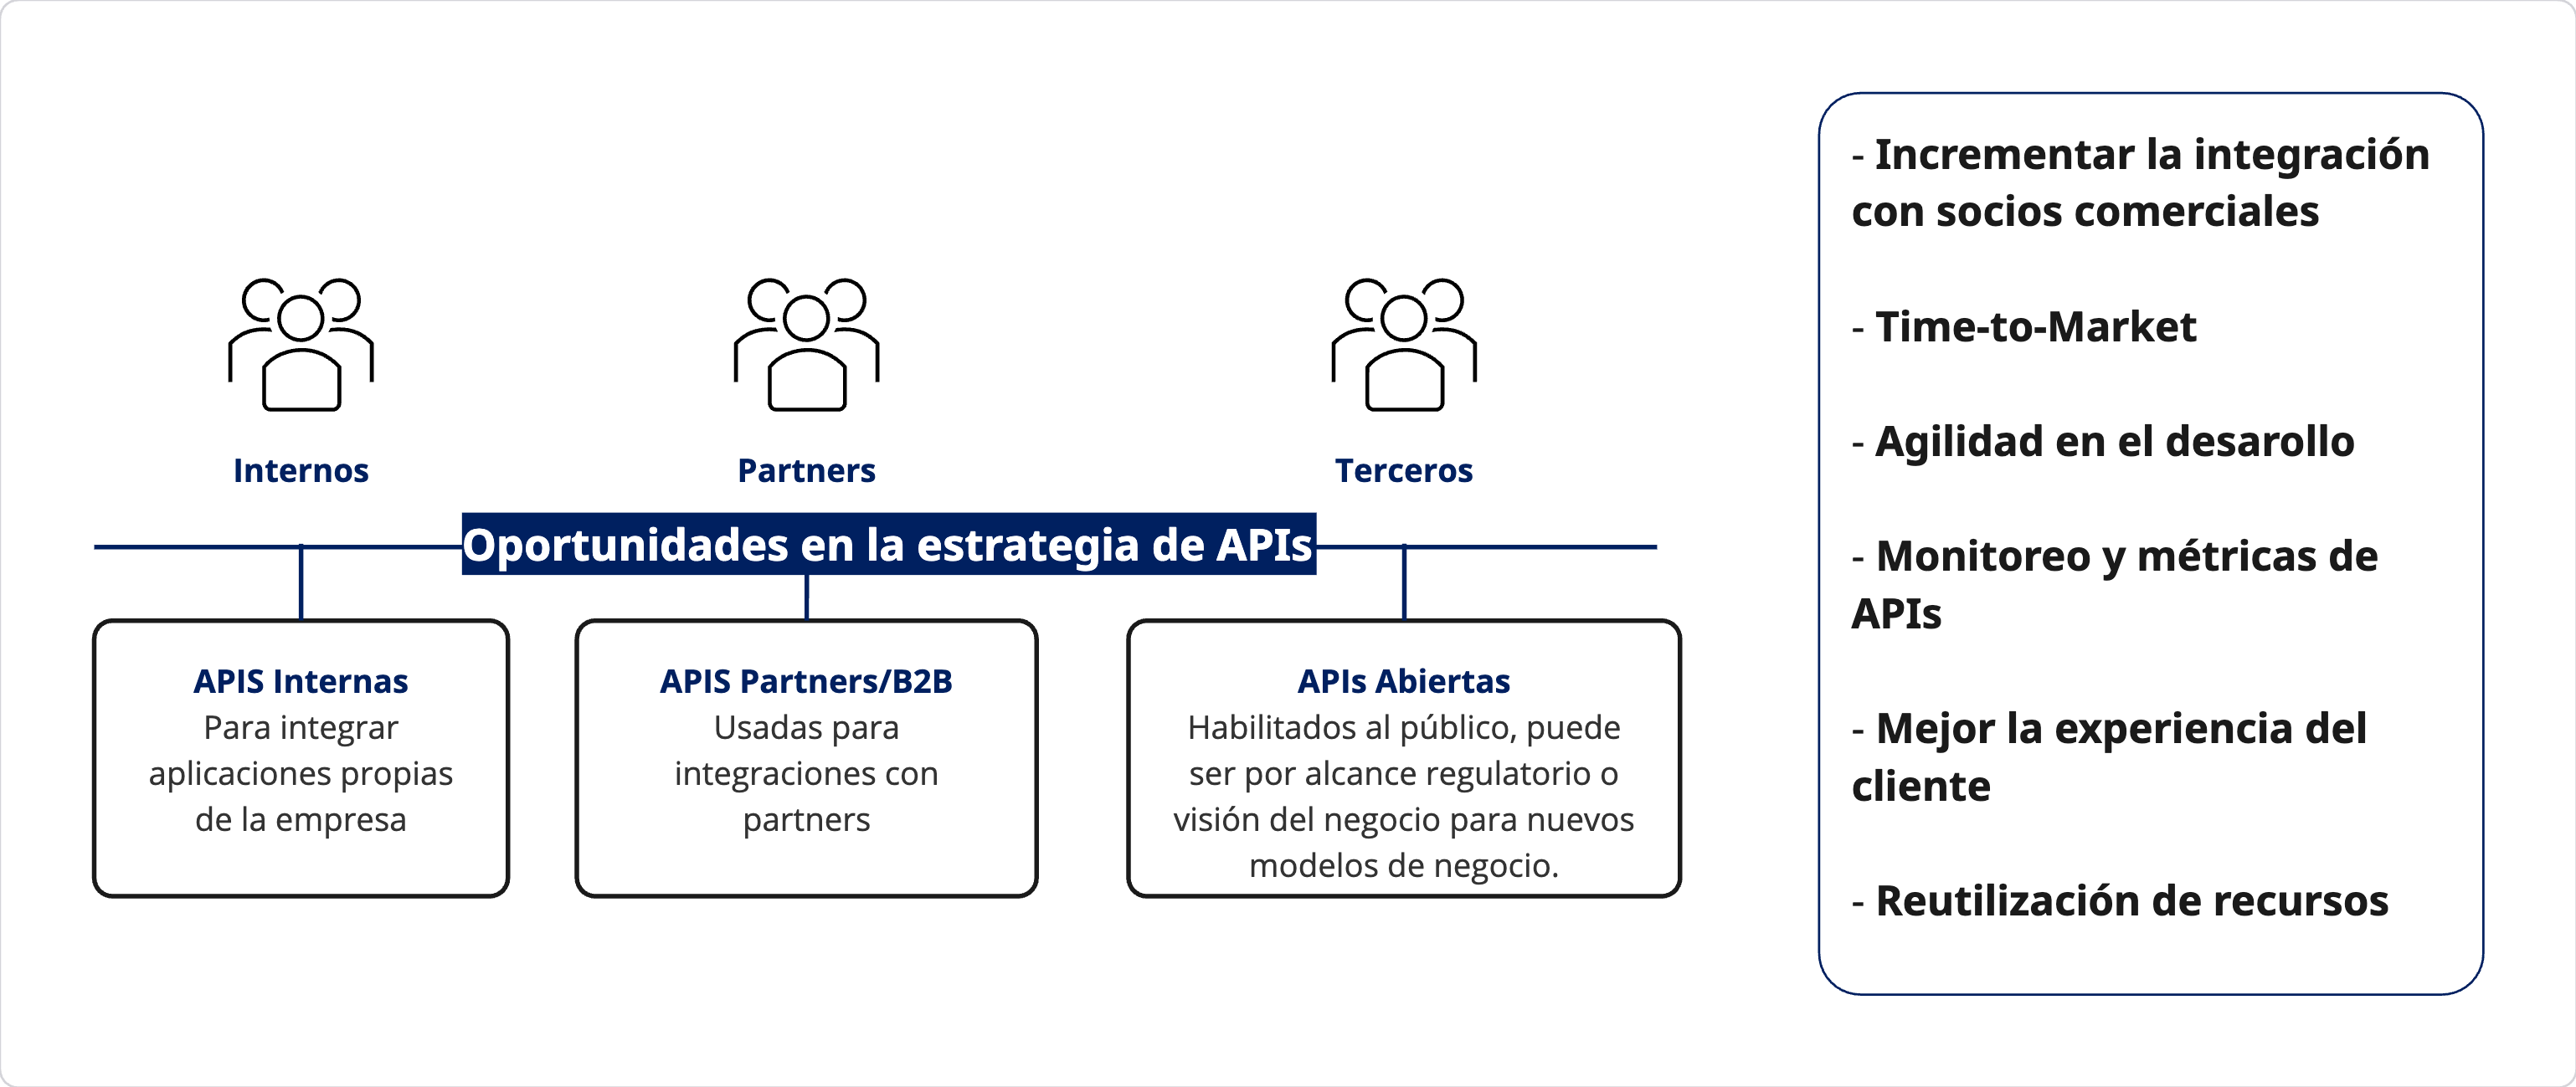 Internos
Partners
Terceros
Oportunidades en la estrategia de APIs
APIS Internas
Para integrar
aplicaciones propias
de la empresa
APIS Partners/B2B
Usadas para
integraciones con
partners
APIs Abiertas
Habilitados al público, puede
ser por alcance regulatorio o
visión del negocio para nuevos
modelos de negocio.
- Incrementar la integración
con socios comerciales
- Time-to-Market
- Agilidad en el desarollo
- Monitoreo y métricas de
APIs
- Mejor la experiencia del
cliente
- Reutilización de recursos